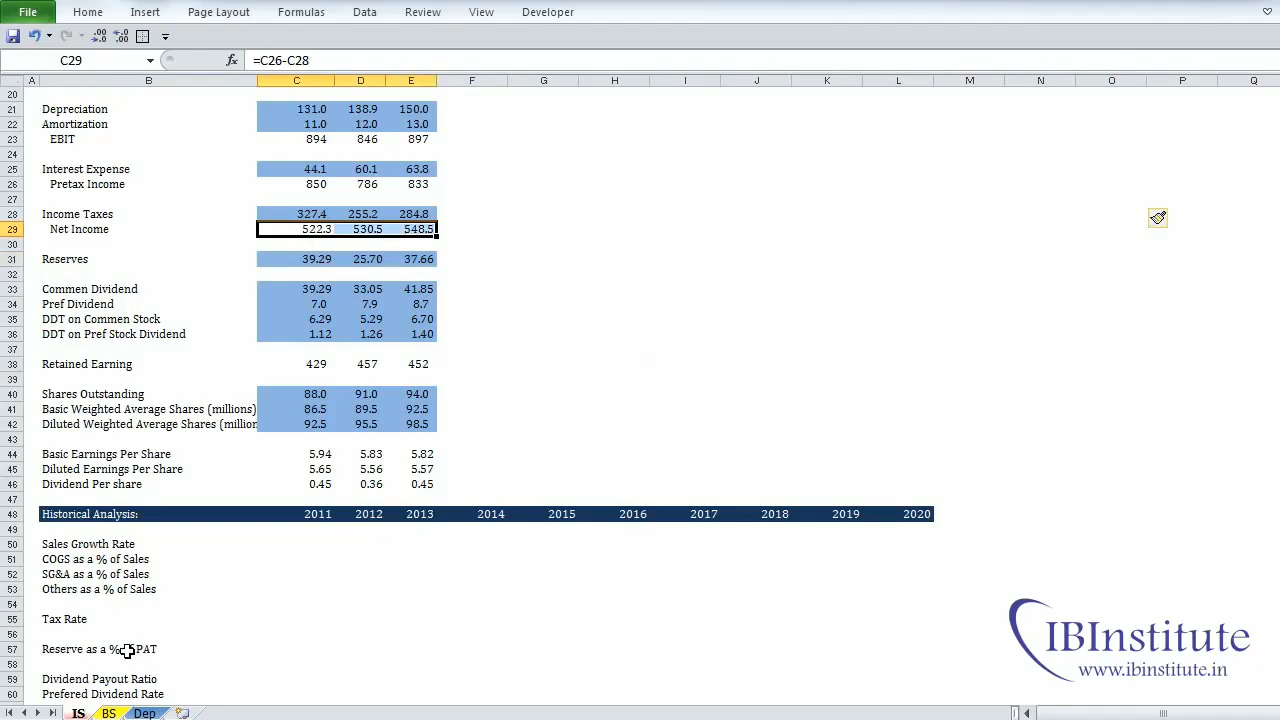 File Home Insert Page Layout Formulas Data Review View Developer
C29 fx =C26-C28
A B C D E F G H I J K L M N O P Q
20
21 Depreciation 131.0 138.9 150.0
22 Amortization 11.0 12.0 13.0
23 EBIT 894 846 897
24
25 Interest Expense 44.1 60.1 63.8
26 Pretax Income 850 786 833
27
28 Income Taxes 327.4 255.2 284.8
29 Net Income 522.3 530.5 548.5
30
31 Reserves 39.29 25.70 37.66
32
33 Commen Dividend 39.29 33.05 41.85
34 Pref Dividend 7.0 7.9 8.7
35 DDT on Commen Stock 6.29 5.29 6.70
36 DDT on Pref Stock Dividend 1.12 1.26 1.40
37
38 Retained Earning 429 457 452
39
40 Shares Outstanding 88.0 91.0 94.0
41 Basic Weighted Average Shares (millions) 86.5 89.5 92.5
42 Diluted Weighted Average Shares (million 92.5 95.5 98.5
43
44 Basic Earnings Per Share 5.94 5.83 5.82
45 Diluted Earnings Per Share 5.65 5.56 5.57
46 Dividend Per share 0.45 0.36 0.45
47
48 Historical Analysis: 2011 2012 2013 2014 2015 2016 2017 2018 2019 2020
49
50 Sales Growth Rate
51 COGS as a % of Sales
52 SG&A as a % of Sales
53 Others as a % of Sales
54
55 Tax Rate
56
57 Reserve as a % PAT
58
59 Dividend Payout Ratio
60 Prefered Dividend Rate
IBInstitute
www.ibinstitute.in
IS BS Dep